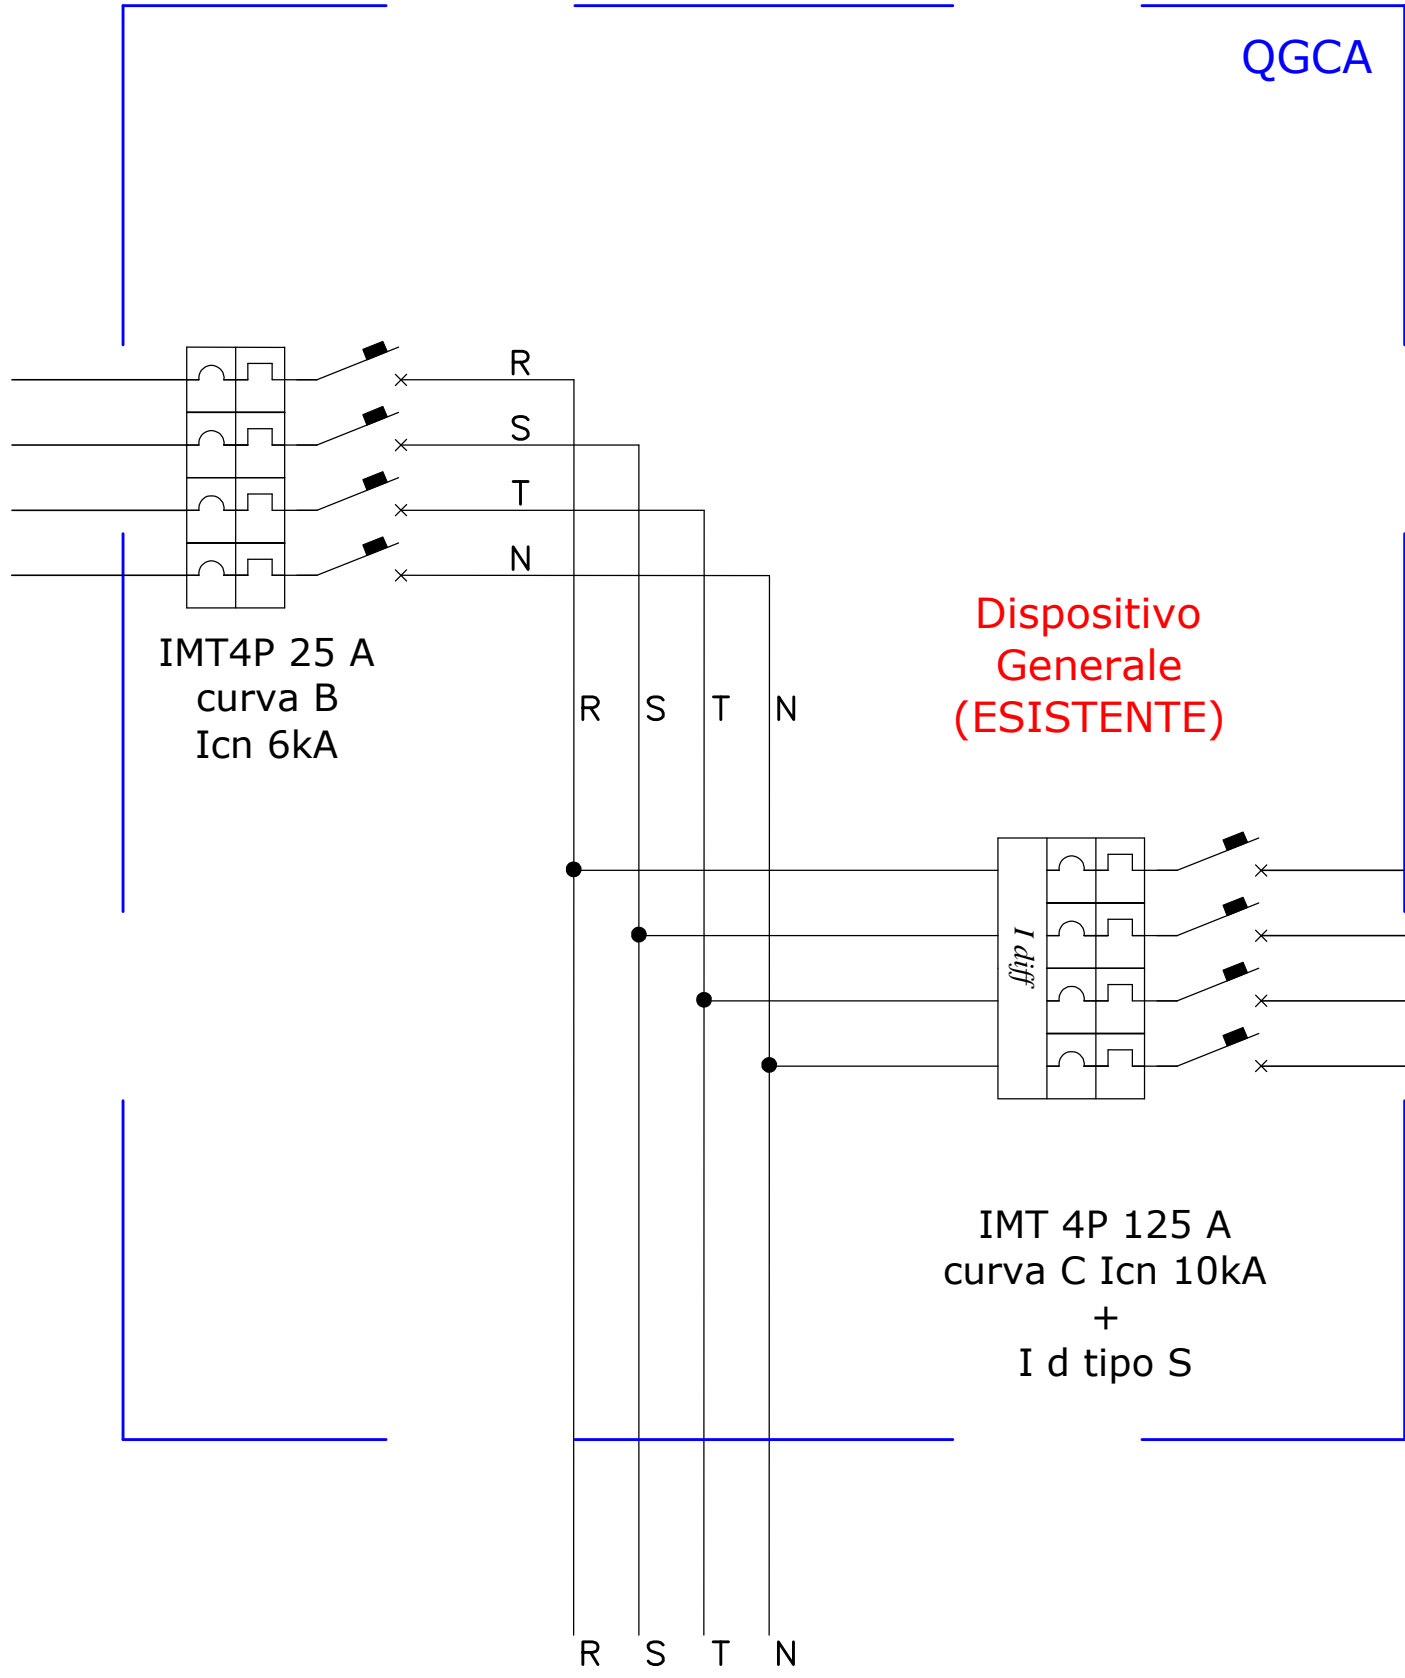 QGCA
R
S
T
N
IMT4P 25 A
curva B
Icn 6kA
Dispositivo
Generale
(ESISTENTE)
R S T N
I diff
IMT 4P 125 A
curva C Icn 10kA
+
I d tipo S
R S T N